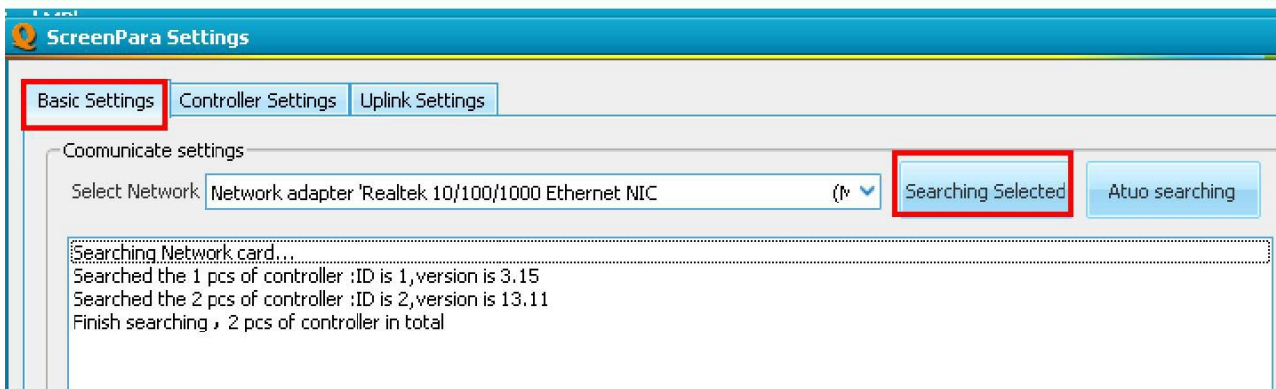 ScreenPara Settings
Basic Settings Controller Settings Uplink Settings
Coomunicate settings
Select Network Network adapter 'Realtek 10/100/1000 Ethernet NIC Searching Selected Atuo searching
Searching Network card...
Searched the 1 pcs of controller :ID is 1,version is 3.15
Searched the 2 pcs of controller :ID is 2,version is 13.11
Finish searching，2 pcs of controller in total